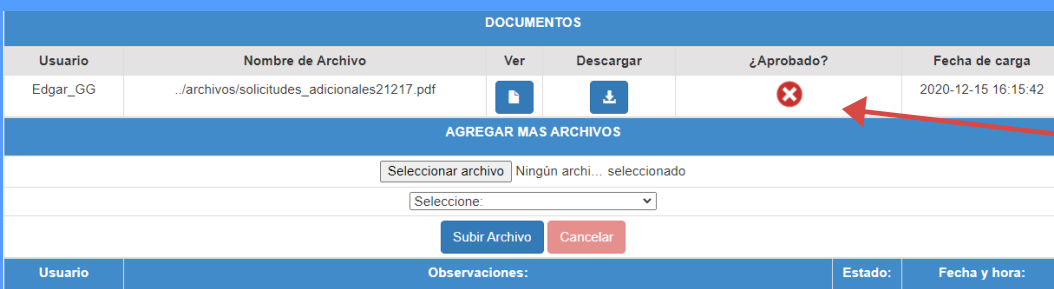 DOCUMENTOS
Usuario Nombre de Archivo Ver Descargar ¿Aprobado? Fecha de carga
Edgar_GG ../archivos/solicitudes_adicionales21217.pdf 2020-12-15 16:15:42
AGREGAR MAS ARCHIVOS
Seleccionar archivo Ningún archi... seleccionado
Seleccione:
Subir Archivo Cancelar
Usuario Observaciones: Estado: Fecha y hora: